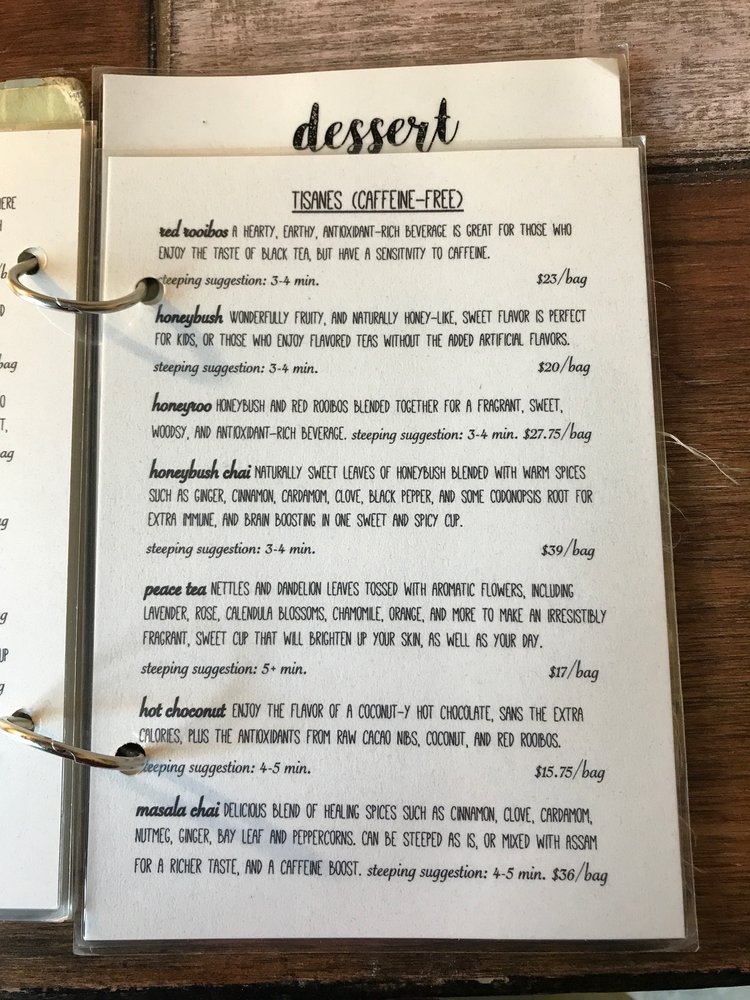 dessert
TISANES (CAFFEINE-FREE)
red rooibos A HEARTY, EARTHY, ANTIOXIDANT-RICH BEVERAGE IS GREAT FOR THOSE WHO
ENJOY THE TASTE OF BLACK TEA, BUT HAVE A SENSITIVITY TO CAFFEINE.
steeping suggestion: 3-4 min. $23/bag
honeybush WONDERFULLY FRUITY, AND NATURALLY HONEY-LIKE, SWEET FLAVOR IS PERFECT
FOR KIDS, OR THOSE WHO ENJOY FLAVORED TEAS WITHOUT THE ADDED ARTIFICIAL FLAVORS.
steeping suggestion: 3-4 min. $20/bag
honeyroo HONEYBUSH AND RED ROOIBOS BLENDED TOGETHER FOR A FRAGRANT, SWEET,
WOODSY, AND ANTIOXIDANT-RICH BEVERAGE. steeping suggestion: 3-4 min. $27.75/bag
honeybush chai NATURALLY SWEET LEAVES OF HONEYBUSH BLENDED WITH WARM SPICES
SUCH AS GINGER, CINNAMON, CARDAMOM, CLOVE, BLACK PEPPER, AND SOME CODONOPSIS ROOT FOR
EXTRA IMMUNE, AND BRAIN BOOSTING IN ONE SWEET AND SPICY CUP.
steeping suggestion: 3-4 min. $39/bag
peace tea NETTLES AND DANDELION LEAVES TOSSED WITH AROMATIC FLOWERS, INCLUDING
LAVENDER, ROSE, CALENDULA BLOSSOMS, CHAMOMILE, ORANGE, AND MORE TO MAKE AN IRRESISTIBLY
FRAGRANT, SWEET CUP THAT WILL BRIGHTEN UP YOUR SKIN, AS WELL AS YOUR DAY.
steeping suggestion: 5+ min. $17/bag
hot choconut ENJOY THE FLAVOR OF A COCONUT-Y HOT CHOCOLATE, SANS THE EXTRA
CALORIES, PLUS THE ANTIOXIDANTS FROM RAW CACAO NIBS, COCONUT, AND RED ROOIBOS.
steeping suggestion: 4-5 min. $15.75/bag
masala chai DELICIOUS BLEND OF HEALING SPICES SUCH AS CINNAMON, CLOVE, CARDAMOM,
NUTMEG, GINGER, BAY LEAF AND PEPPERCORNS. CAN BE STEEPED AS IS, OR MIXED WITH ASSAM
FOR A RICHER TASTE, AND A CAFFEINE BOOST. steeping suggestion: 4-5 min. $36/bag